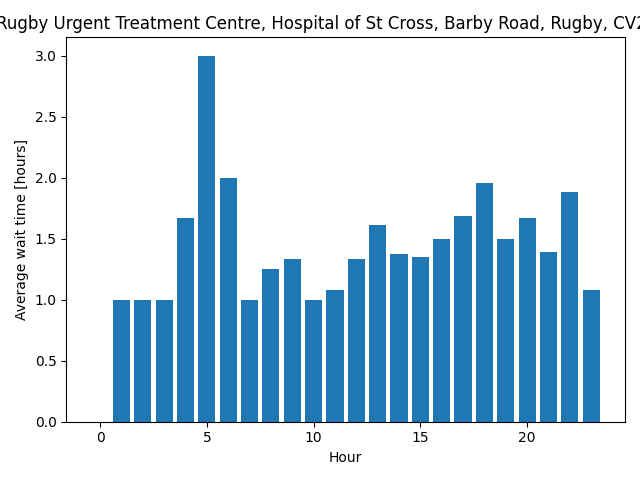 Rugby Urgent Treatment Centre, Hospital of St Cross, Barby Road, Rugby, CV2
3.0
2.5
2.0
1.5
1.0
0.5
0.0
Average wait time [hours]
0 5 10 15 20
Hour